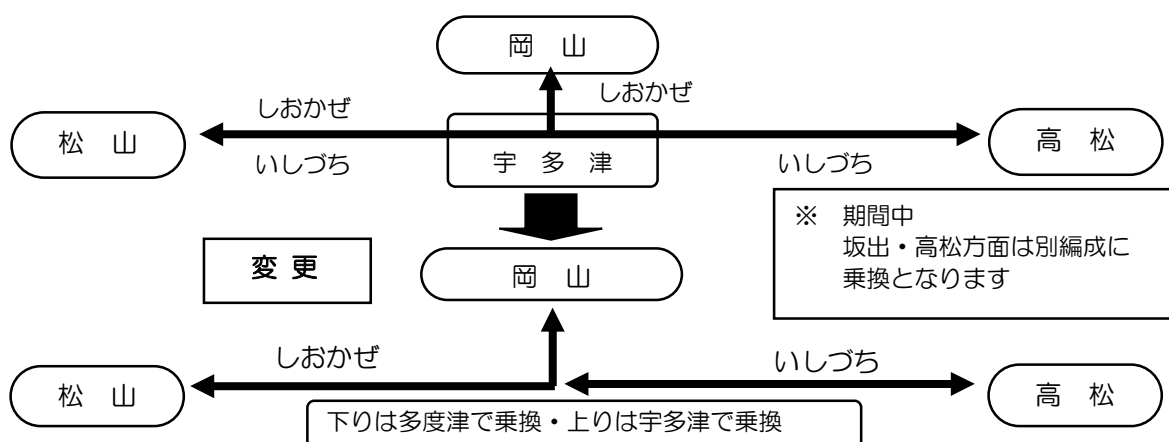 岡 山
しおかぜ
しおかぜ
松 山
いしづち
宇 多 津
いしづち
高 松
※ 期間中
坂出・高松方面は別編成に
乗換となります
変 更
岡 山
しおかぜ
いしづち
松 山
高 松
下りは多度津で乗換・上りは宇多津で乗換